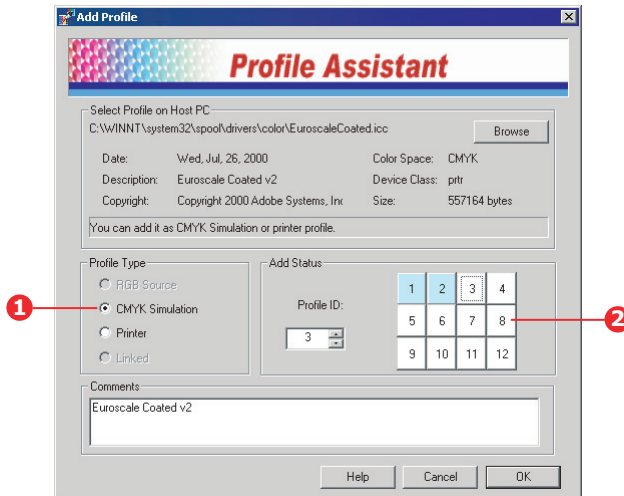 Add Profile
Profile Assistant
Select Profile on Host PC
C:\WINNT\system32\spool\drivers\color\EuroscaleCoated.icc
Browse
Date: Wed, Jul, 26, 2000 Color Space: CMYK
Description: Euroscale Coated v2 Device Class: prtr
Copyright: Copyright 2000 Adobe Systems, Inc Size: 557164 bytes
You can add it as CMYK Simulation or printer profile.
Profile Type
RGB Source
1 CMYK Simulation
Printer
Linked
Add Status
Profile ID:
3
1 2 3 4
5 6 7 8 2
9 10 11 12
Comments
Euroscale Coated v2
Help Cancel OK